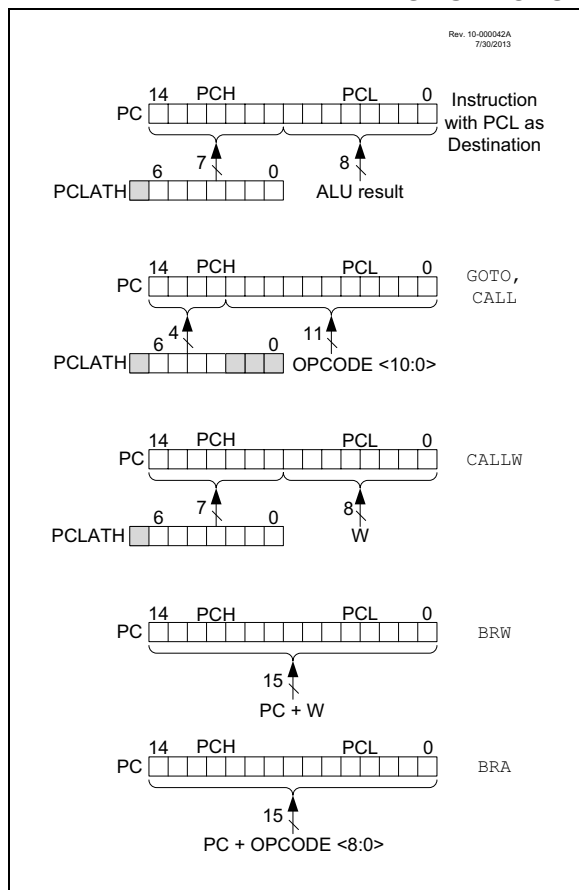 Rev. 10-000042A
7/30/2013
14 PCH PCL 0
PC
Instruction
with PCL as
Destination
7 8
6 0
PCLATH
ALU result
14 PCH PCL 0
PC
GOTO,
CALL
4 11
6 0
PCLATH
OPCODE <10:0>
14 PCH PCL 0
PC
CALLW
7 8
6 0
PCLATH
W
14 PCH PCL 0
PC
BRW
15
PC + W
14 PCH PCL 0
PC
BRA
15
PC + OPCODE <8:0>